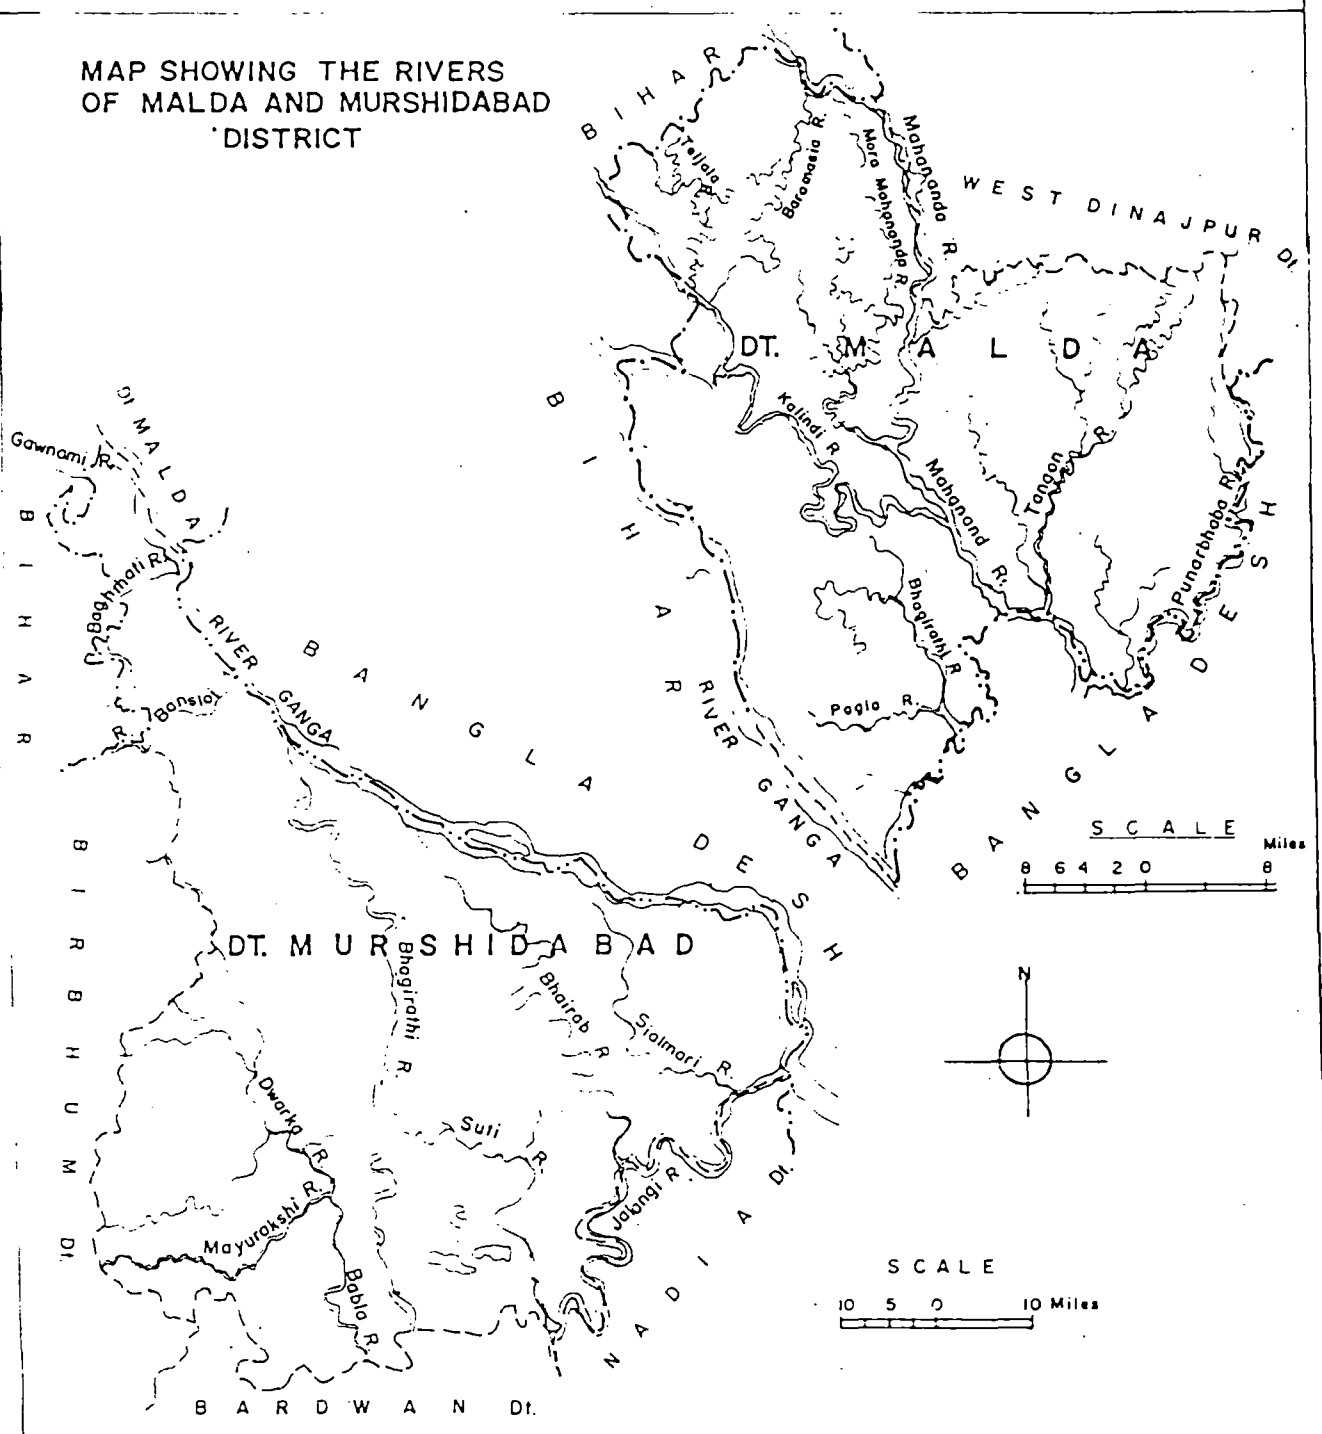 MAP SHOWING THE RIVERS
OF MALDA AND MURSHIDABAD
DISTRICT
BIHAR
Mahananda R.
Baramasia R.
Mora Mahananda R.
WEST DINAJPUR Dt.
DT. MALDA
Kalindi R
BIHAR
Mahanand R.
Tangon R.
Punarbhaba R.
Bhagirathi R
Pagla R.
RIVER GANGA
BANGLADESH
SCALE
Miles
8 6 4 2 0 8
Dt MALDA
Gawnami R.
BIHAR
Baghmati R.
RIVER GANGA
BANGLA DESH
Bansloi R.
BIRBHUM Dt.
DT. MURSHIDABAD
Bhagirathi R
Bhairab R
Sialmari R.
Dwarka R.
Suti R.
Jalangi R
Mayurakshi R.
Babla R.
NADIA Dt.
BARDWAN Dt.
N
SCALE
10 5 0 10 Miles